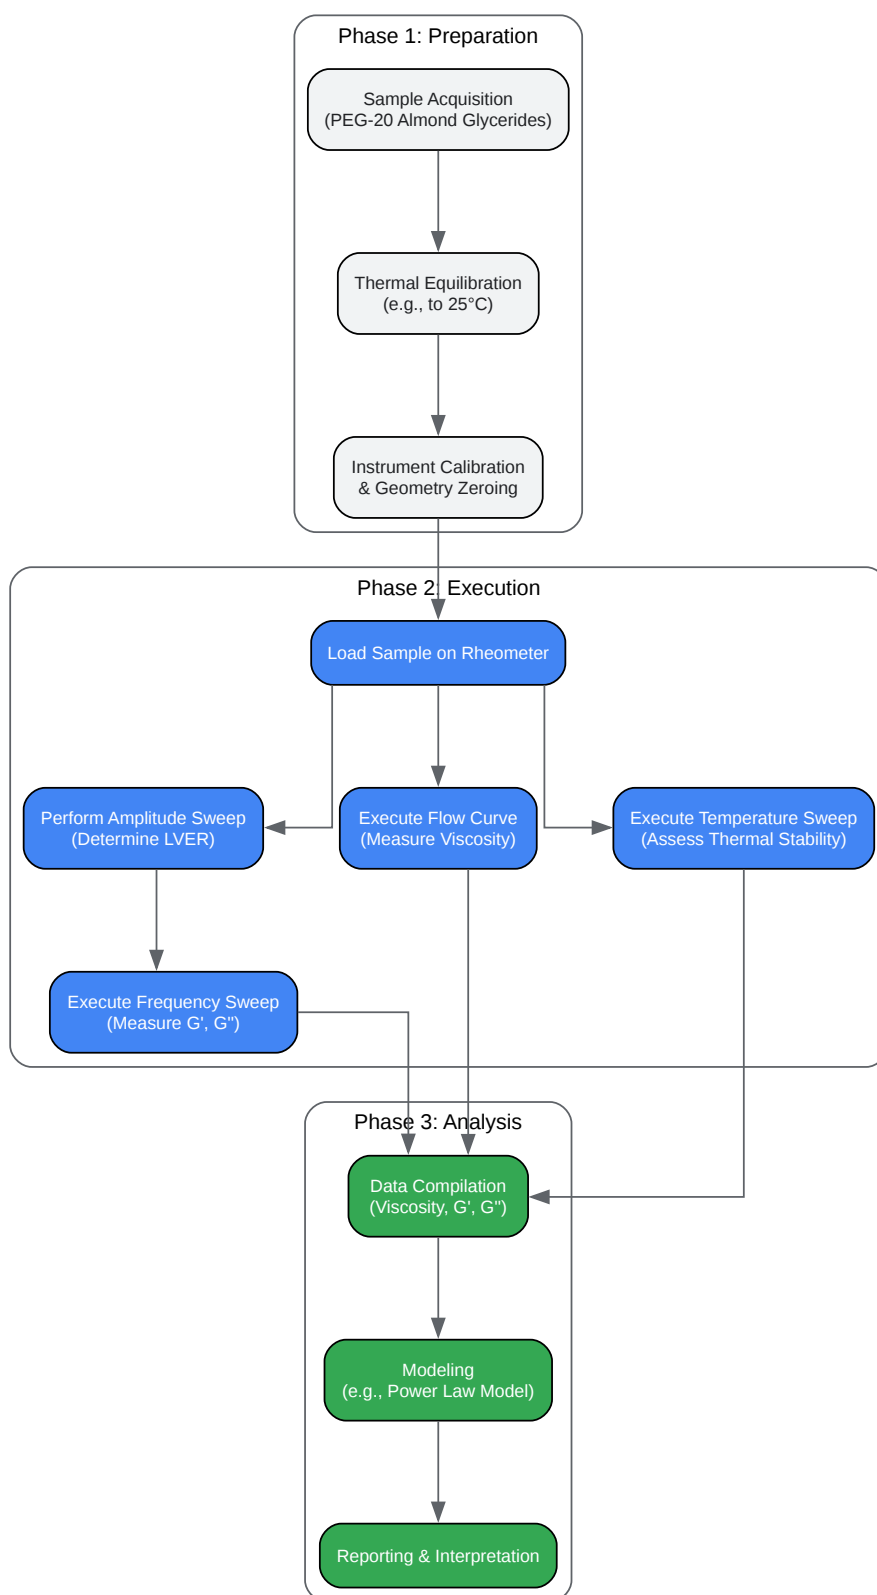 Phase 1: Preparation
Sample Acquisition
(PEG-20 Almond Glycerides)
Thermal Equilibration
(e.g., to 25°C)
Instrument Calibration
& Geometry Zeroing
Phase 2: Execution
Load Sample on Rheometer
Perform Amplitude Sweep
(Determine LVER)
Execute Flow Curve
(Measure Viscosity)
Execute Temperature Sweep
(Assess Thermal Stability)
Execute Frequency Sweep
(Measure G', G'')
Phase 3: Analysis
Data Compilation
(Viscosity, G', G'')
Modeling
(e.g., Power Law Model)
Reporting & Interpretation